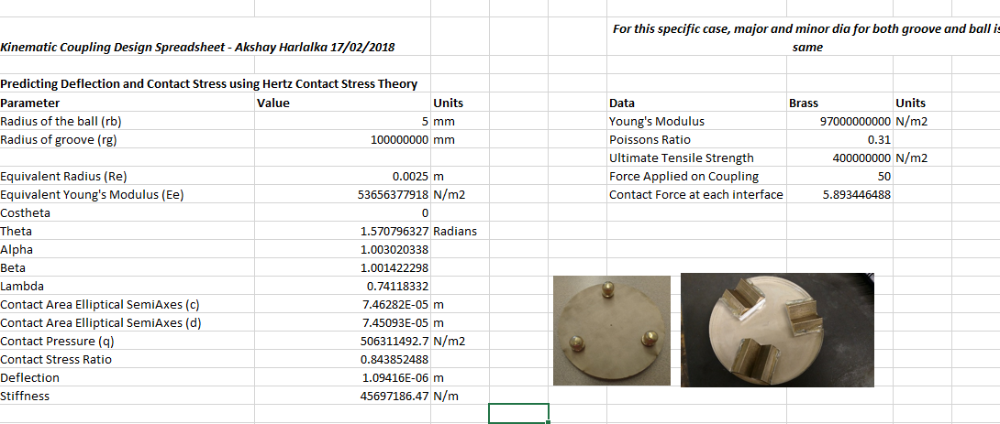 For this specific case, major and minor dia for both groove and ball is
same
Kinematic Coupling Design Spreadsheet - Akshay Harlalka 17/02/2018
Predicting Deflection and Contact Stress using Hertz Contact Stress Theory
Parameter Value Units
Radius of the ball (rb) 5 mm
Radius of groove (rg) 100000000 mm
Equivalent Radius (Re) 0.0025 m
Equivalent Young's Modulus (Ee) 53656377918 N/m2
Costheta 0
Theta 1.570796327 Radians
Alpha 1.003020338
Beta 1.001422298
Lambda 0.74118332
Contact Area Elliptical SemiAxes (c) 7.46282E-05 m
Contact Area Elliptical SemiAxes (d) 7.45093E-05 m
Contact Pressure (q) 506311492.7 N/m2
Contact Stress Ratio 0.843852488
Deflection 1.09416E-06 m
Stiffness 45697186.47 N/m
Data Brass Units
Young's Modulus 97000000000 N/m2
Poissons Ratio 0.31
Ultimate Tensile Strength 400000000 N/m2
Force Applied on Coupling 50
Contact Force at each interface 5.893446488